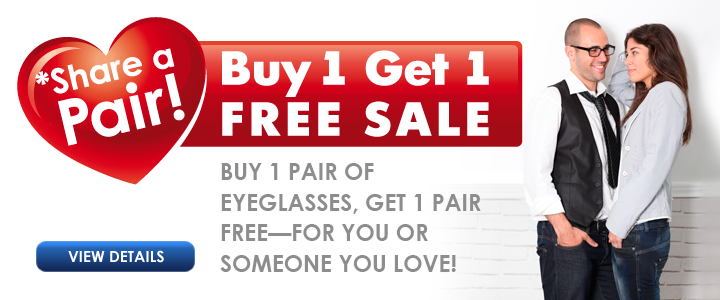 *Share a
Pair!
Buy 1 Get 1
FREE SALE
BUY 1 PAIR OF
EYEGLASSES, GET 1 PAIR
FREE—FOR YOU OR
SOMEONE YOU LOVE!
VIEW DETAILS